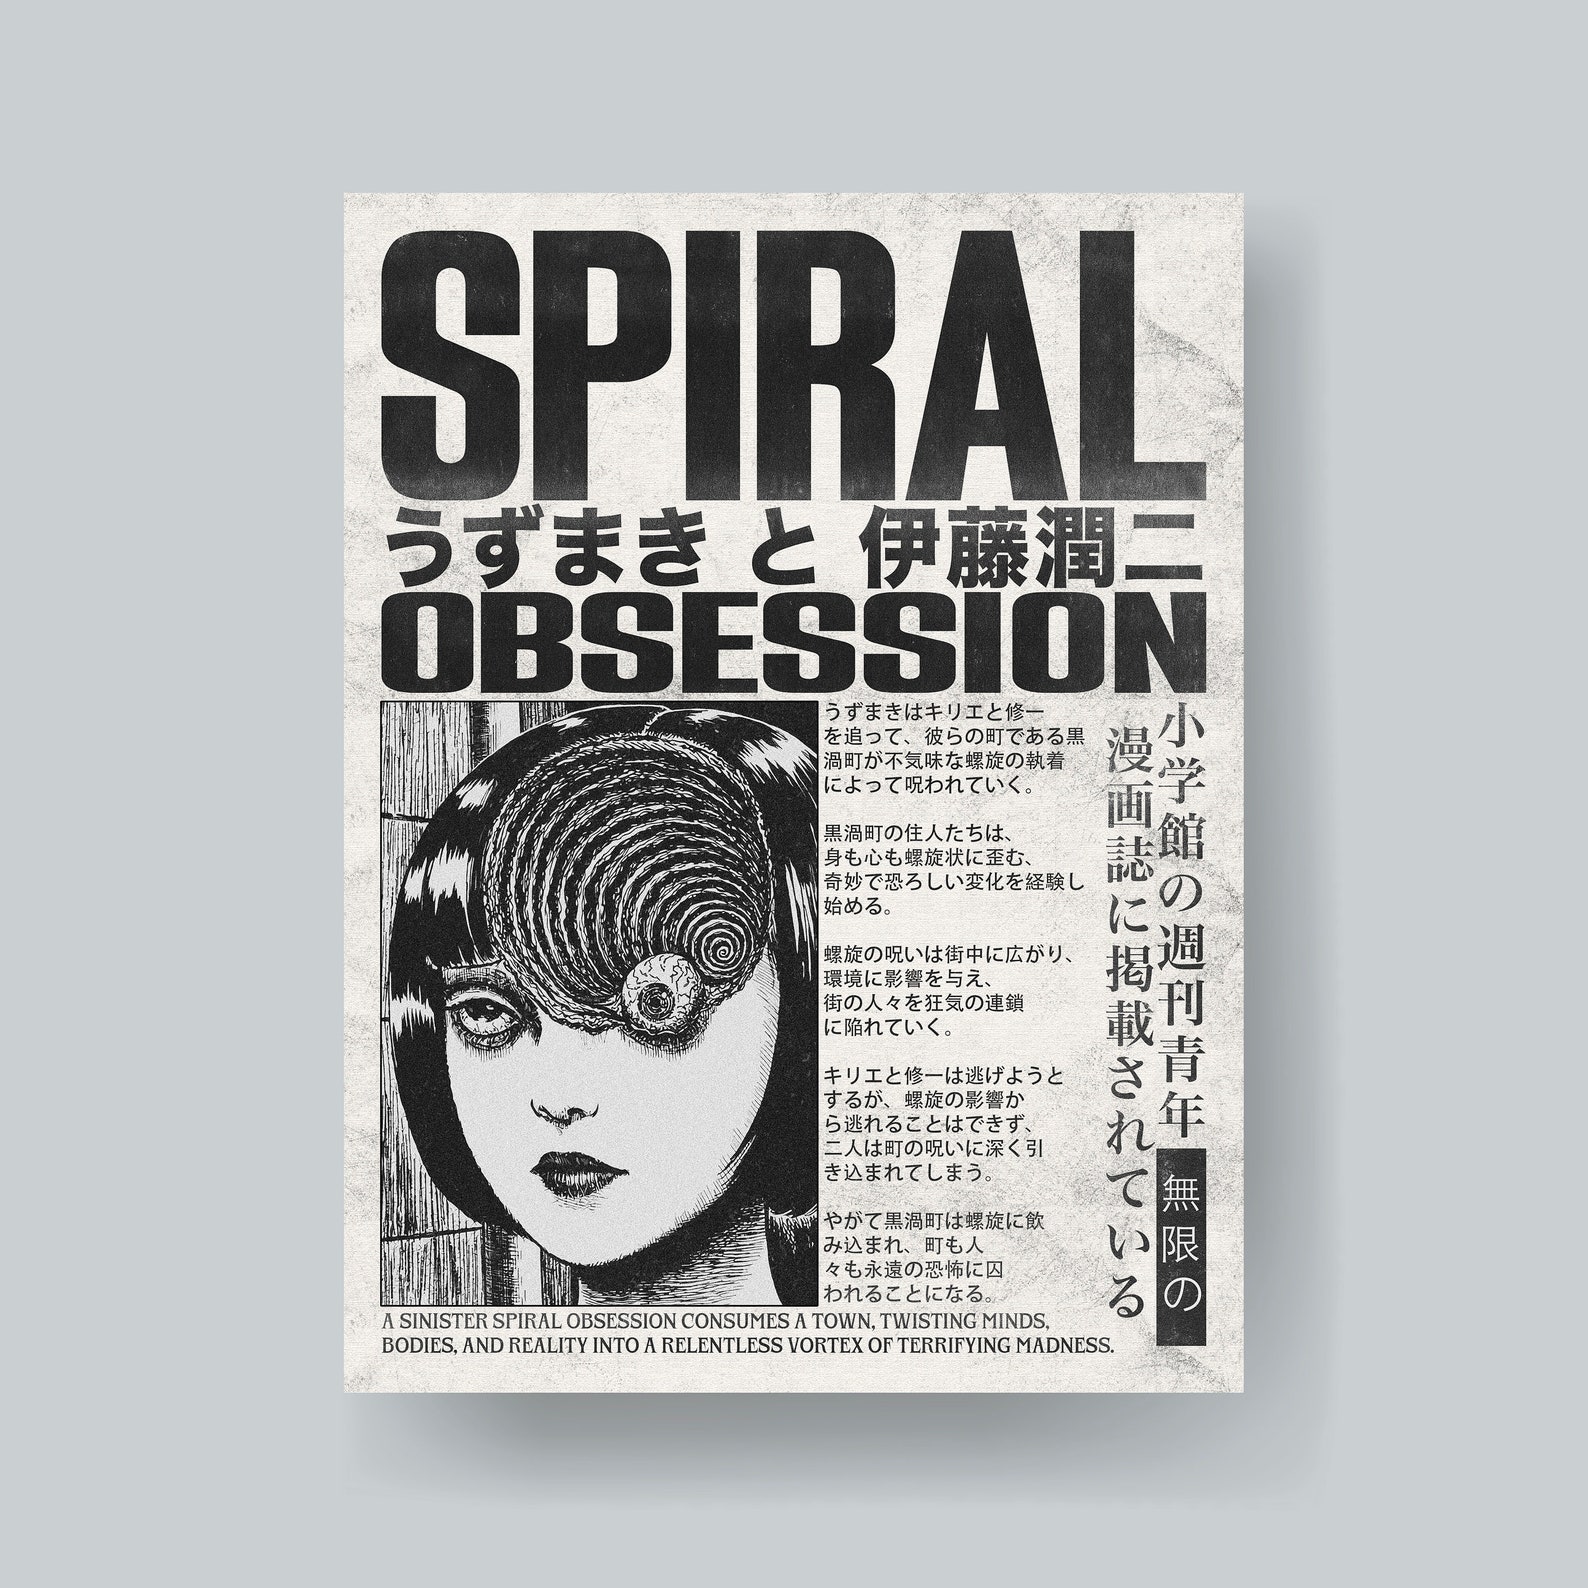 SPIRAL
うずまき と 伊藤潤二
OBSESSION
うずまきはキリエと修一
を追って、彼らの町である黒
渦町が不気味な螺旋の執着
によって呪われていく。
黒渦町の住人たちは、
身も心も螺旋状に歪む、
奇妙で恐ろしい変化を経験し
始める。
螺旋の呪いは街中に広がり、
環境に影響を与え、
街の人々を狂気の連鎖
に陥れていく。
キリエと修一は逃げようと
するが、螺旋の影響か
ら逃れることはできず、
二人は町の呪いに深く引
き込まれてしまう。
やがて黒渦町は螺旋に飲
み込まれ、町も人
々も永遠の恐怖に囚
われることになる。
小学館の週刊青年
漫画誌に掲載されている
無限の
A SINISTER SPIRAL OBSESSION CONSUMES A TOWN, TWISTING MINDS,
BODIES, AND REALITY INTO A RELENTLESS VORTEX OF TERRIFYING MADNESS.